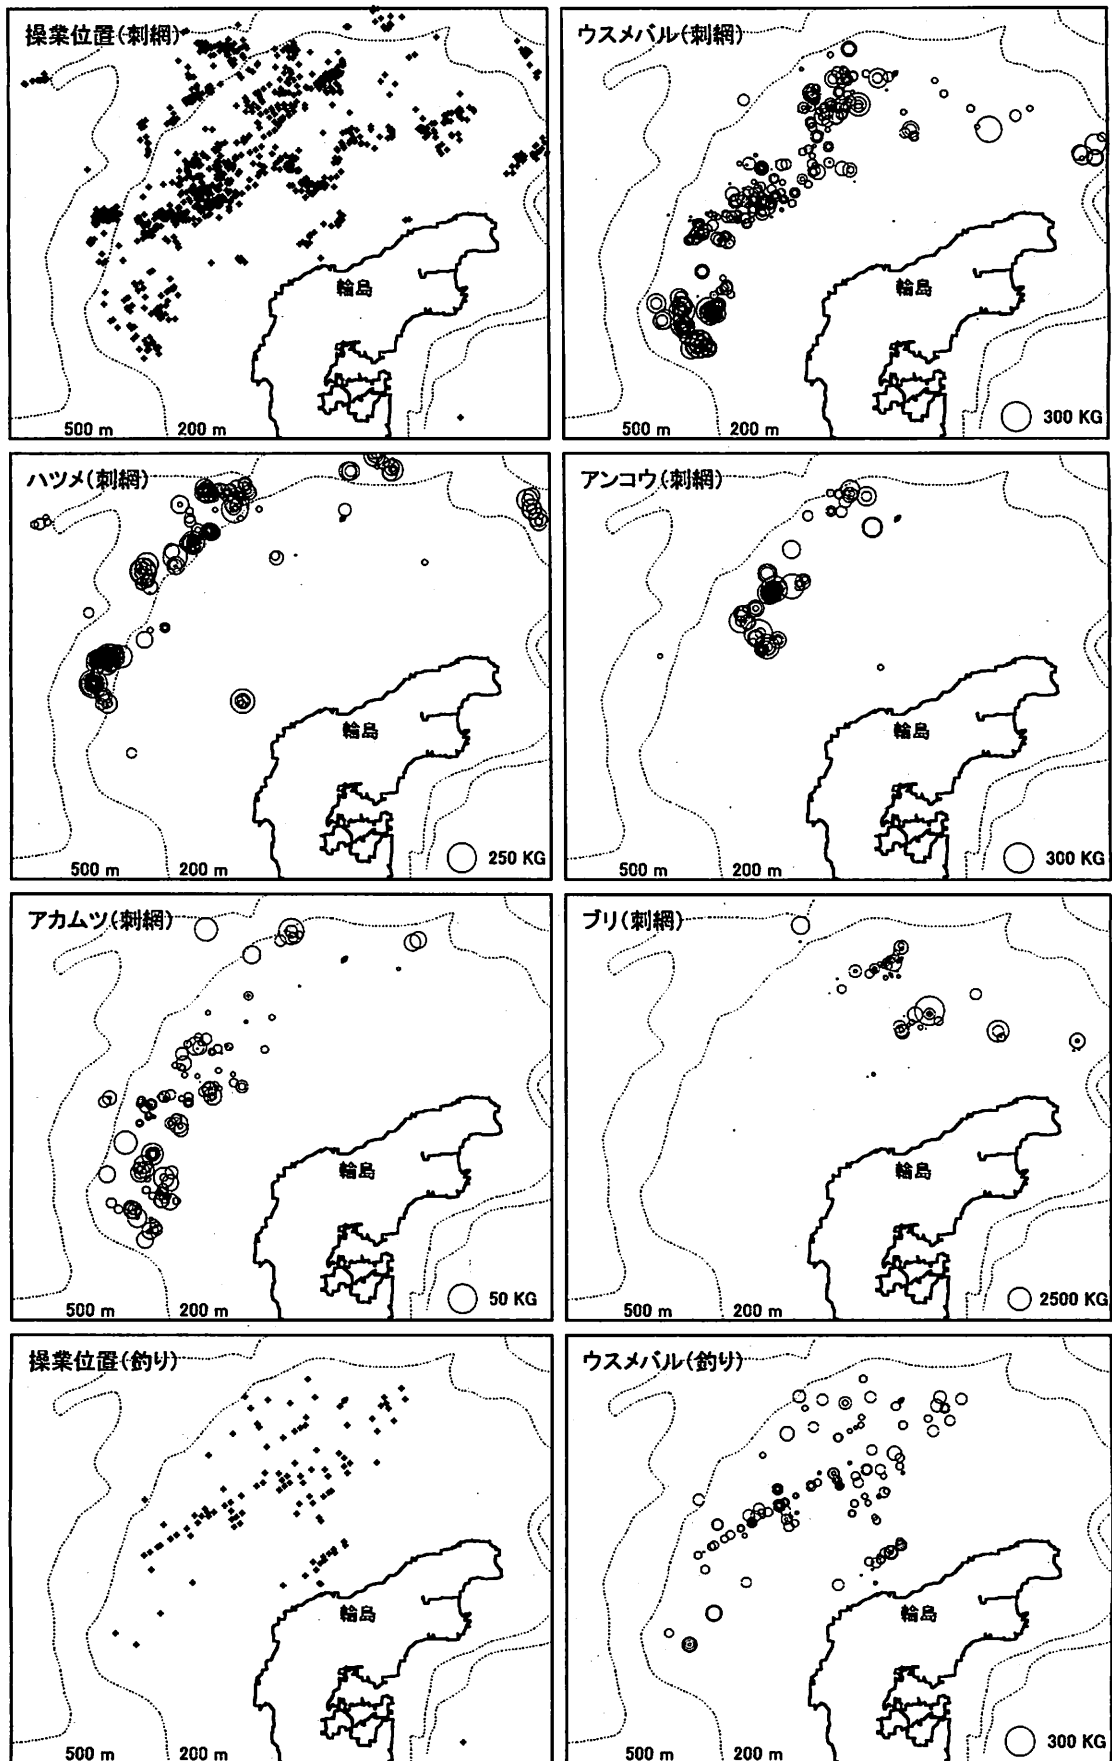 操業位置(刺網)
輪島
500 m 200 m
ウスメバル(刺網)
輪島
500 m 200 m 300 KG
ハツメ(刺網)
輪島
500 m 200 m 250 KG
アンコウ(刺網)
輪島
500 m 200 m 300 KG
アカムツ(刺網)
輪島
500 m 200 m 50 KG
ブリ(刺網)
輪島
500 m 200 m 2500 KG
操業位置(釣り)
輪島
500 m 200 m
ウスメバル(釣り)
輪島
500 m 200 m 300 KG